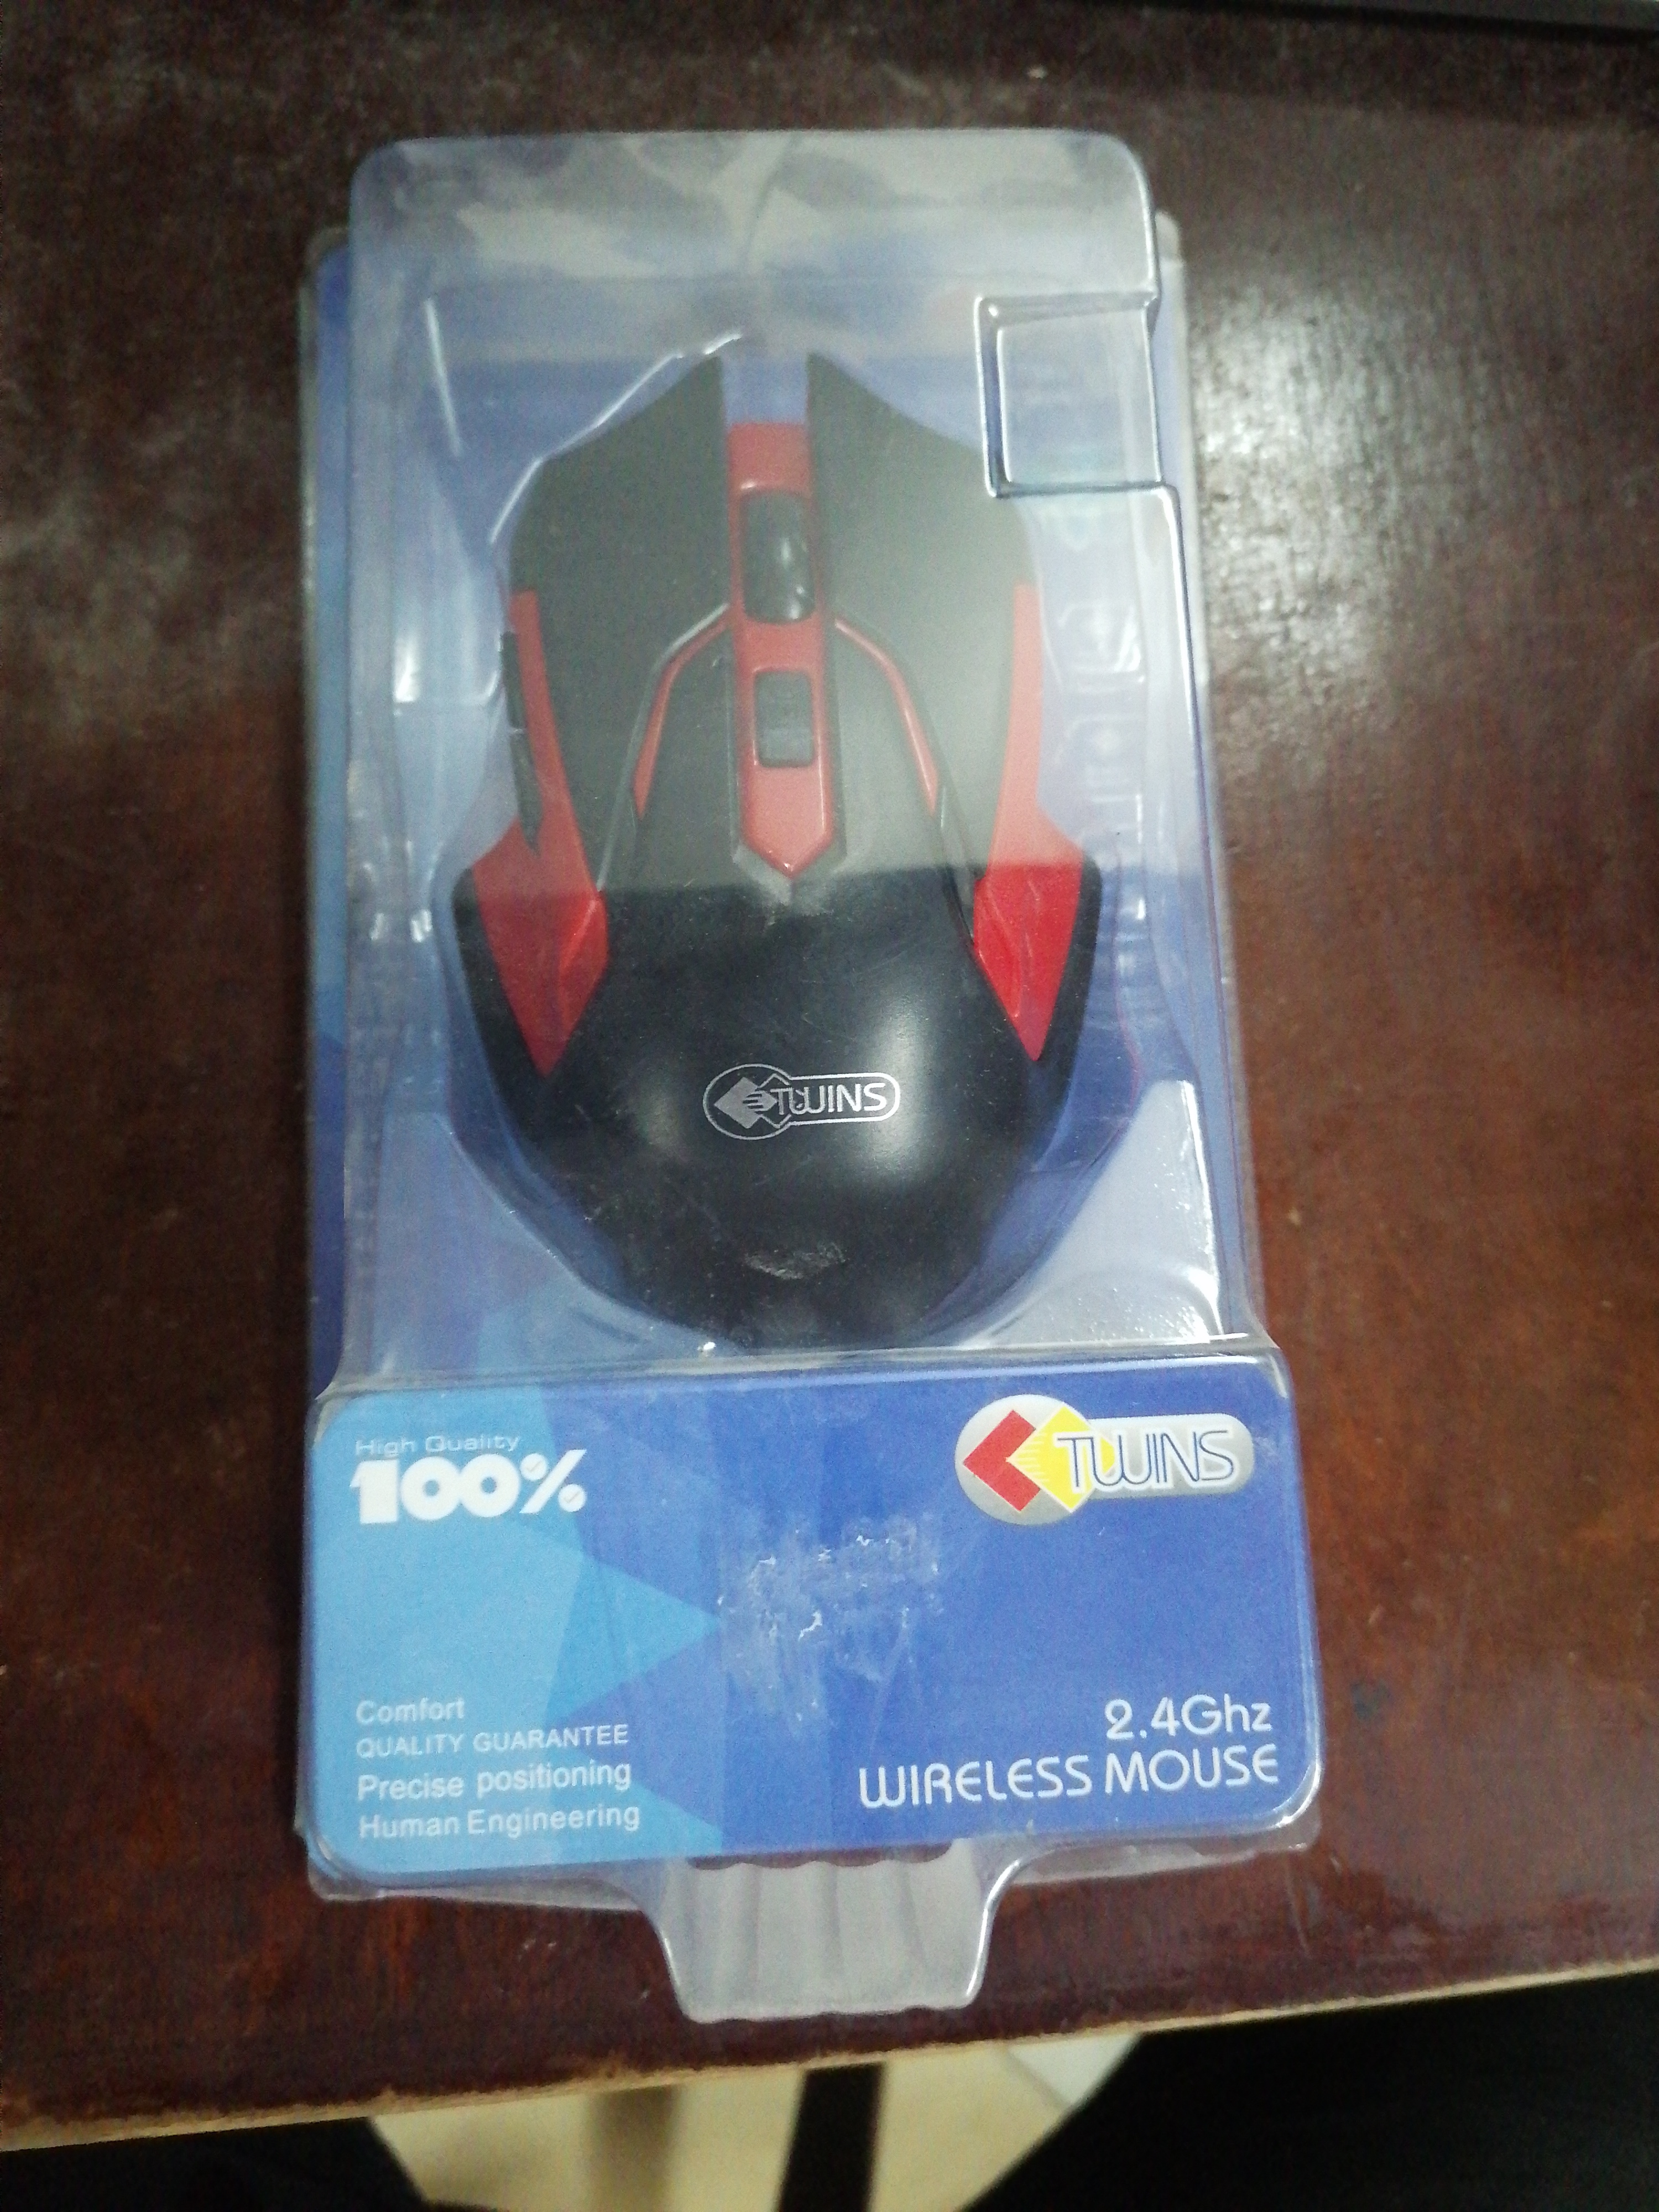 TWINS
High Quality
100%
TWINS
Comfort
QUALITY GUARANTEE
Precise positioning
Human Engineering
2.4Ghz
WIRELESS MOUSE